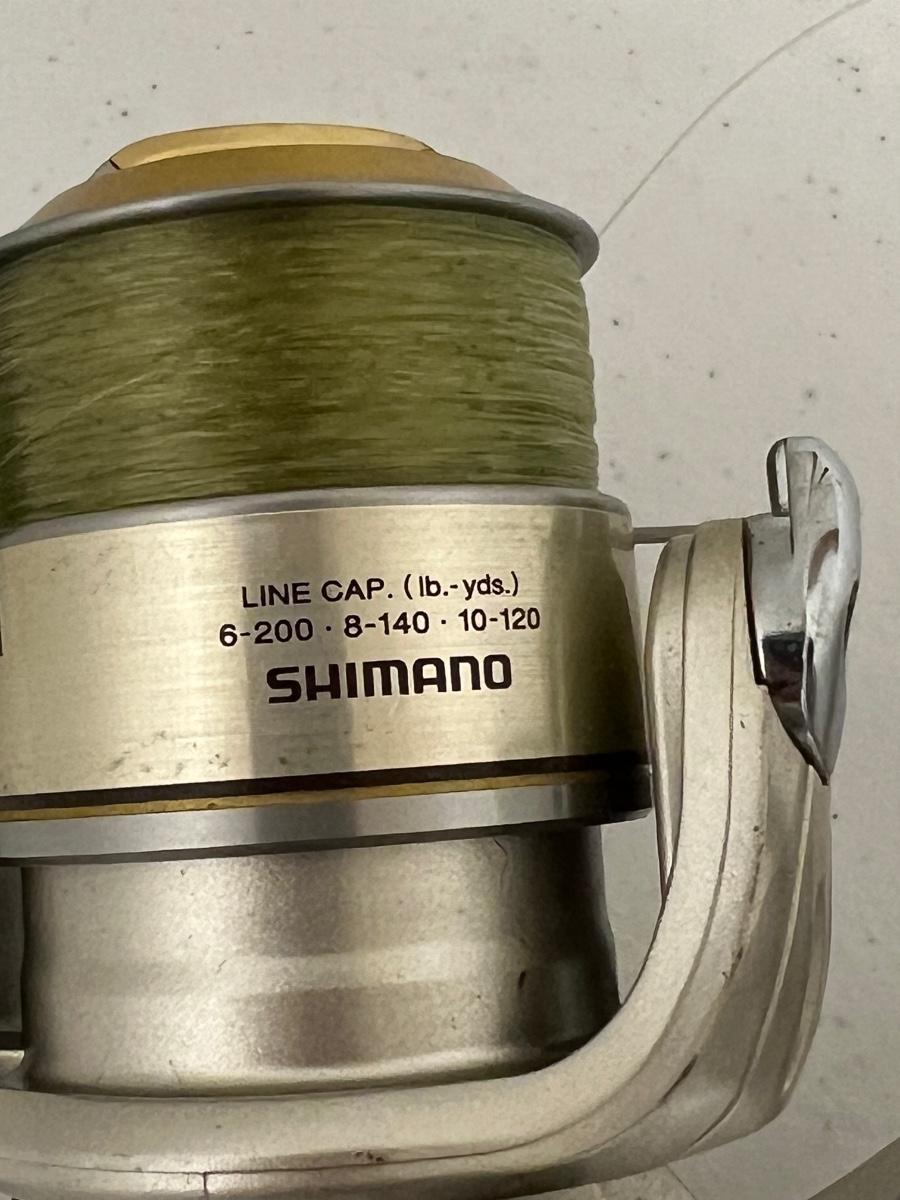 LINE CAP. (lb.-yds.)
6-200 · 8-140 · 10-120
SHIMANO